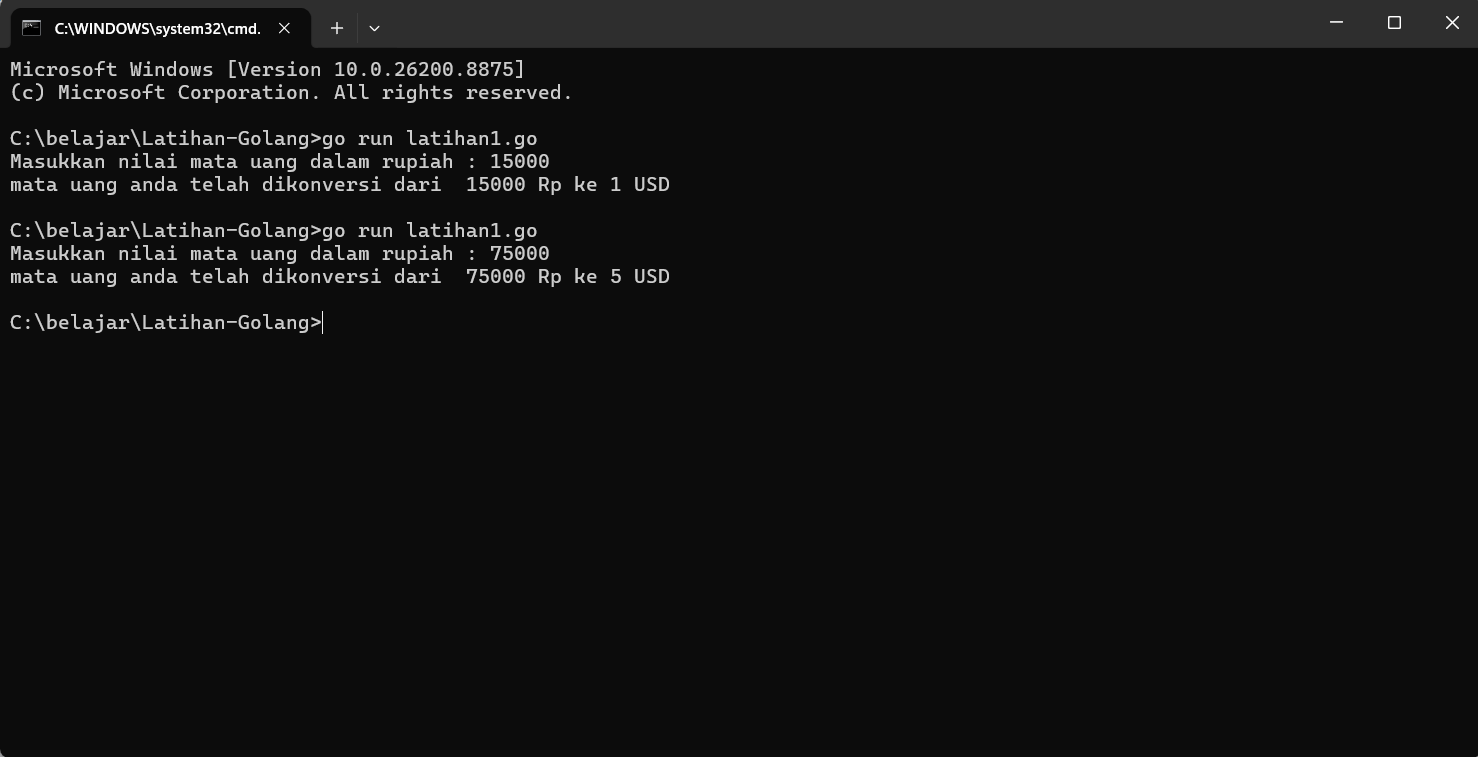 C:\WINDOWS\system32\cmd.
Microsoft Windows [Version 10.0.26200.8875]
(c) Microsoft Corporation. All rights reserved.
C:\belajar\Latihan-Golang>go run latihan1.go
Masukkan nilai mata uang dalam rupiah : 15000
mata uang anda telah dikonversi dari  15000 Rp ke 1 USD
C:\belajar\Latihan-Golang>go run latihan1.go
Masukkan nilai mata uang dalam rupiah : 75000
mata uang anda telah dikonversi dari  75000 Rp ke 5 USD
C:\belajar\Latihan-Golang>